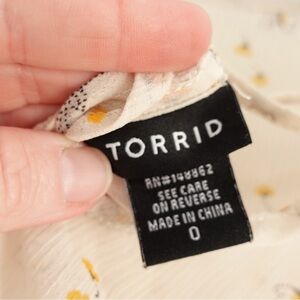 TORRID
RN#148862
SEE CARE
ON REVERSE
MADE IN CHINA
0